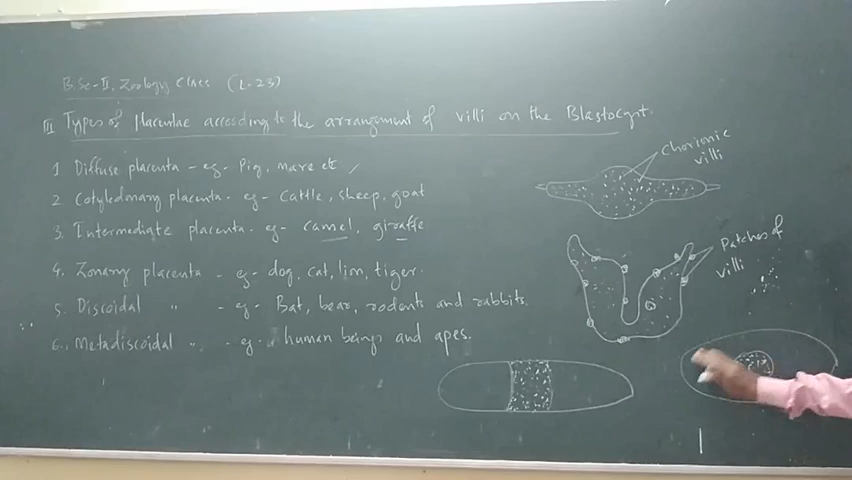 B.Sc-II, Zoology Class (L.23)
III Types of placentae according to the arrangement of villi on the Blastocyst.
1 Diffuse placenta - eg- Pig, mare etc
2 Cotyledonary placenta. eg- Cattle, sheep, goat
3. Intermediate placenta. eg- camel, giraffe
4. Zonary placenta - eg- dog, cat, lion, tiger.
5. Discoidal " - eg- Bat, bear, rodents and rabbits.
6. Metadiscoidal " - eg- human beings and apes.
Chorionic
villi
Patches of
villi